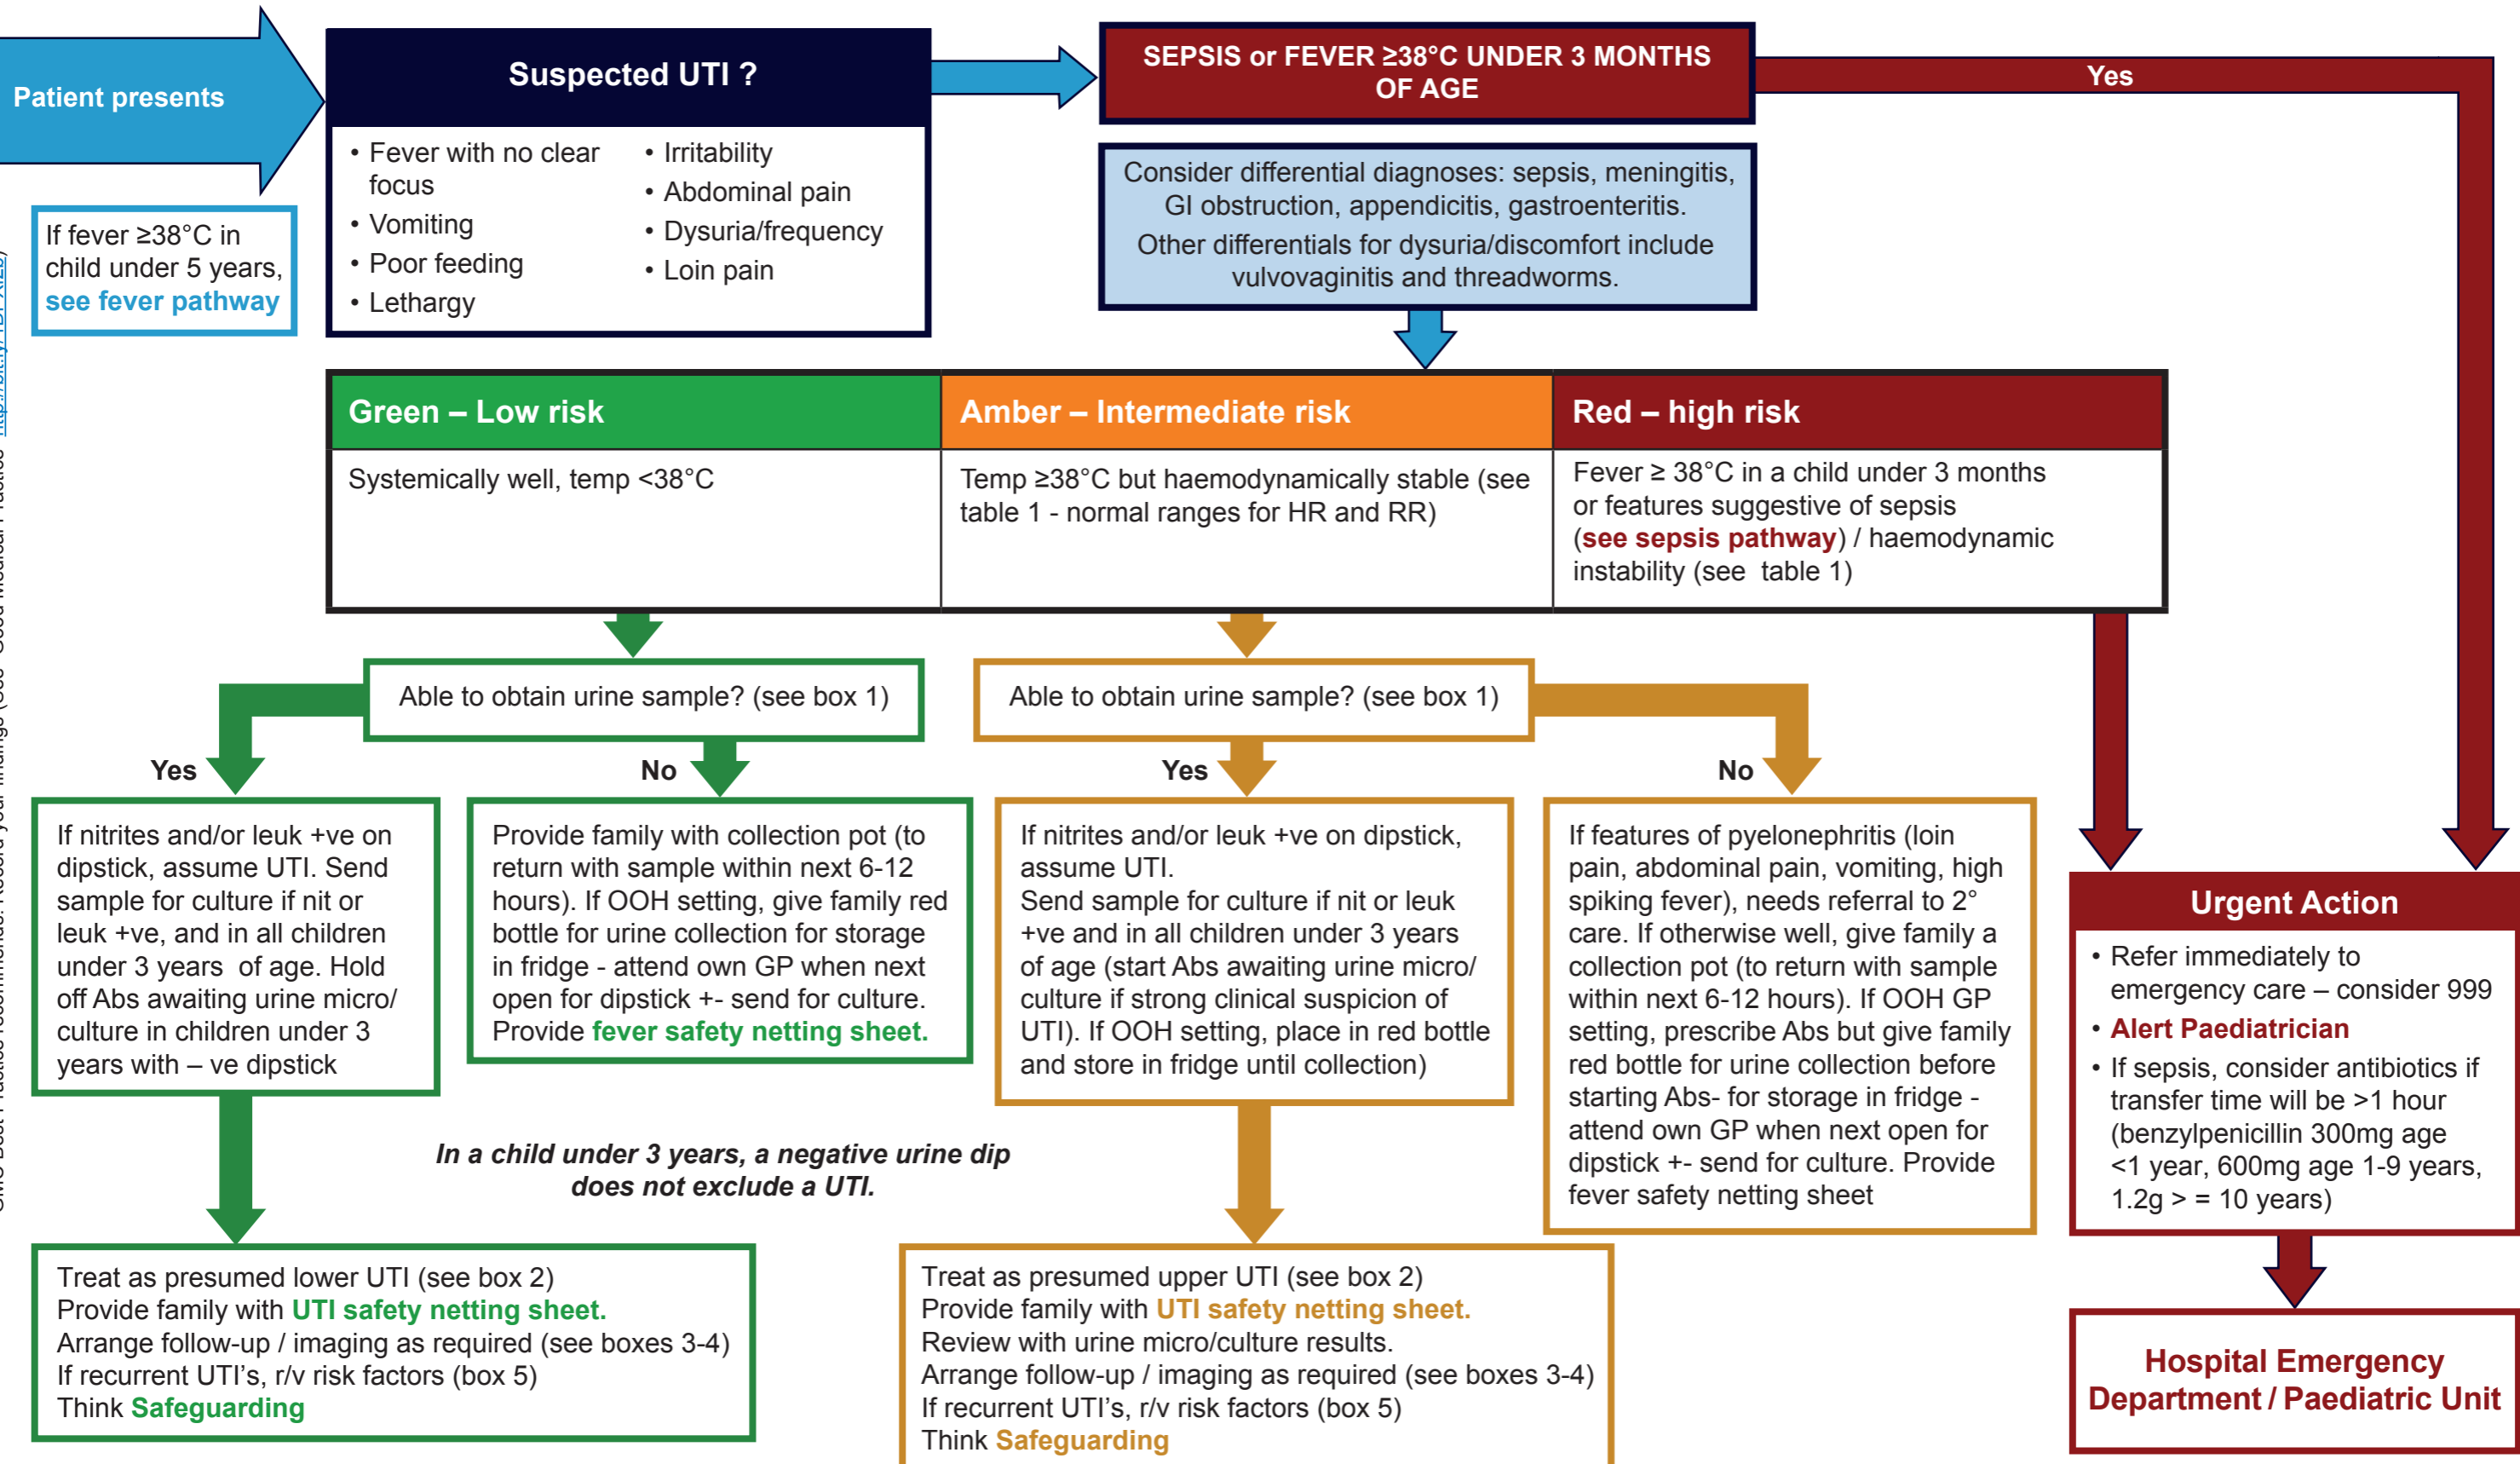 Patient presents
If fever ≥38°C in
child under 5 years,
see fever pathway
Suspected UTI ?
• Fever with no clear
focus
• Vomiting
• Poor feeding
• Lethargy
• Irritability
• Abdominal pain
• Dysuria/frequency
• Loin pain
SEPSIS or FEVER ≥38°C UNDER 3 MONTHS
OF AGE
Yes
Consider differential diagnoses: sepsis, meningitis,
GI obstruction, appendicitis, gastroenteritis.
Other differentials for dysuria/discomfort include
vulvovaginitis and threadworms.
Green – Low risk
Systemically well, temp <38°C
Amber – Intermediate risk
Temp ≥38°C but haemodynamically stable (see
table 1 - normal ranges for HR and RR)
Red – high risk
Fever ≥ 38°C in a child under 3 months
or features suggestive of sepsis
(see sepsis pathway) / haemodynamic
instability (see  table 1)
Able to obtain urine sample? (see box 1)
Yes
No
Able to obtain urine sample? (see box 1)
Yes
No
If nitrites and/or leuk +ve on
dipstick, assume UTI. Send
sample for culture if nit or
leuk +ve, and in all children
under 3 years  of age. Hold
off Abs awaiting urine micro/
culture in children under 3
years with – ve dipstick
Provide family with collection pot (to
return with sample within next 6-12
hours). If OOH setting, give family red
bottle for urine collection for storage
in fridge - attend own GP when next
open for dipstick +- send for culture.
Provide fever safety netting sheet.
If nitrites and/or leuk +ve on dipstick,
assume UTI.
Send sample for culture if nit or leuk
+ve and in all children under 3 years
of age (start Abs awaiting urine micro/
culture if strong clinical suspicion of
UTI). If OOH setting, place in red bottle
and store in fridge until collection)
If features of pyelonephritis (loin
pain, abdominal pain, vomiting, high
spiking fever), needs referral to 2°
care. If otherwise well, give family a
collection pot (to return with sample
within next 6-12 hours). If OOH GP
setting, prescribe Abs but give family
red bottle for urine collection before
starting Abs- for storage in fridge -
attend own GP when next open for
dipstick +- send for culture. Provide
fever safety netting sheet
Urgent Action
• Refer immediately to
emergency care – consider 999
• Alert Paediatrician
• If sepsis, consider antibiotics if
transfer time will be >1 hour
(benzylpenicillin 300mg age
<1 year, 600mg age 1-9 years,
1.2g > = 10 years)
In a child under 3 years, a negative urine dip
does not exclude a UTI.
Treat as presumed lower UTI (see box 2)
Provide family with UTI safety netting sheet.
Arrange follow-up / imaging as required (see boxes 3-4)
If recurrent UTI's, r/v risk factors (box 5)
Think Safeguarding
Treat as presumed upper UTI (see box 2)
Provide family with UTI safety netting sheet.
Review with urine micro/culture results.
Arrange follow-up / imaging as required (see boxes 3-4)
If recurrent UTI's, r/v risk factors (box 5)
Think Safeguarding
Hospital Emergency
Department / Paediatric Unit